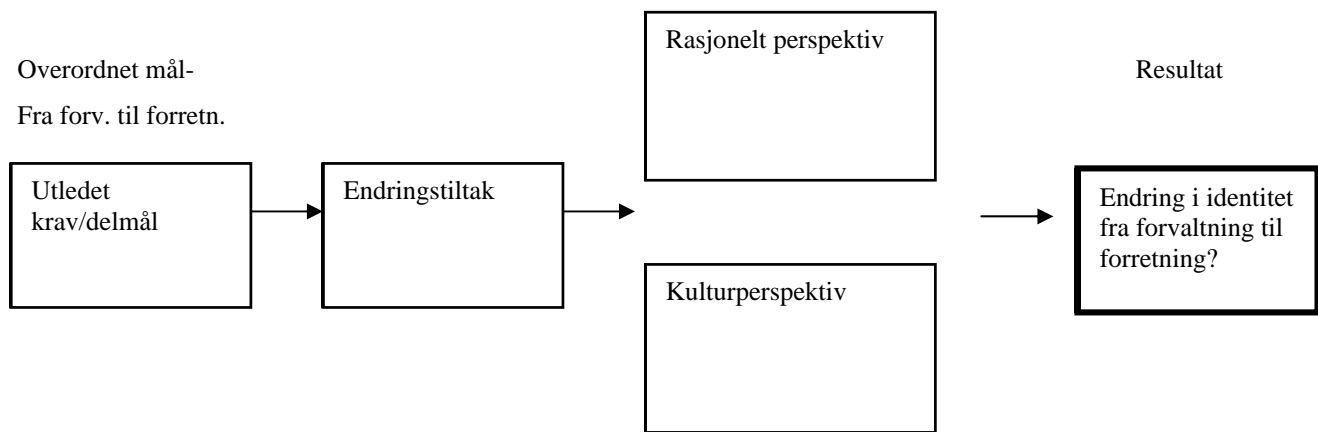 Overordnet mål-
Fra forv. til forretn.
Utledet
krav/delmål
Endringstiltak
Rasjonelt perspektiv
Kulturperspektiv
Resultat
Endring i identitet
fra forvaltning til
forretning?